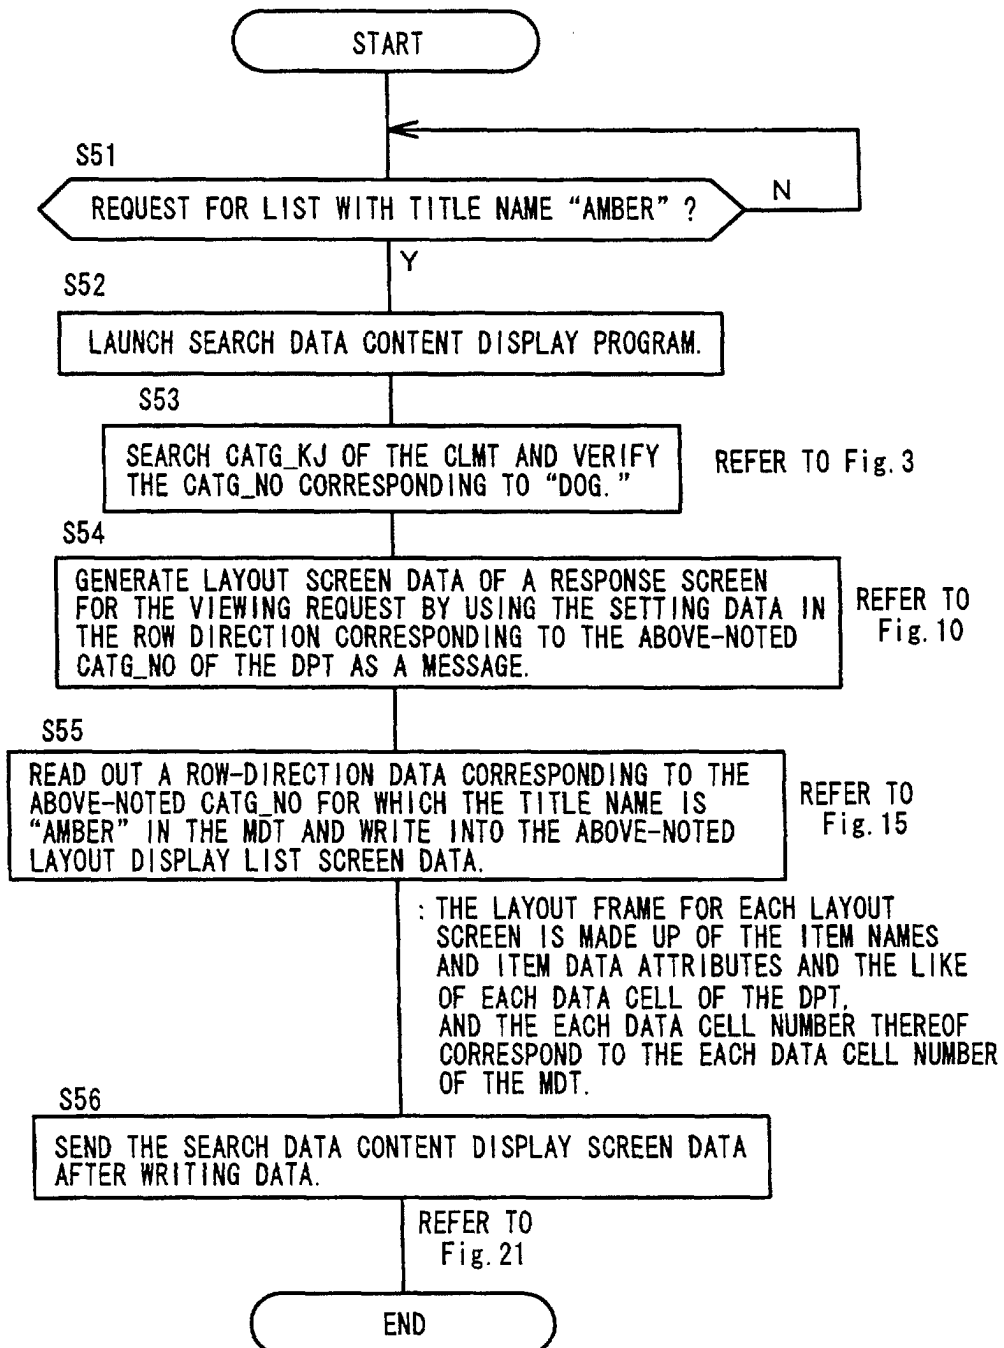 START
S51
REQUEST FOR LIST WITH TITLE NAME “AMBER” ?
N
Y
S52
LAUNCH SEARCH DATA CONTENT DISPLAY PROGRAM.
S53
SEARCH CATG_KJ OF THE CLMT AND VERIFY
THE CATG_NO CORRESPONDING TO “DOG.”
REFER TO Fig. 3
S54
GENERATE LAYOUT SCREEN DATA OF A RESPONSE SCREEN
FOR THE VIEWING REQUEST BY USING THE SETTING DATA IN
THE ROW DIRECTION CORRESPONDING TO THE ABOVE-NOTED
CATG_NO OF THE DPT AS A MESSAGE.
REFER TO
Fig. 10
S55
READ OUT A ROW-DIRECTION DATA CORRESPONDING TO THE
ABOVE-NOTED CATG_NO FOR WHICH THE TITLE NAME IS
“AMBER” IN THE MDT AND WRITE INTO THE ABOVE-NOTED
LAYOUT DISPLAY LIST SCREEN DATA.
REFER TO
Fig. 15
: THE LAYOUT FRAME FOR EACH LAYOUT
SCREEN IS MADE UP OF THE ITEM NAMES
AND ITEM DATA ATTRIBUTES AND THE LIKE
OF EACH DATA CELL OF THE DPT,
AND THE EACH DATA CELL NUMBER THEREOF
CORRESPOND TO THE EACH DATA CELL NUMBER
OF THE MDT.
S56
SEND THE SEARCH DATA CONTENT DISPLAY SCREEN DATA
AFTER WRITING DATA.
REFER TO
Fig. 21
END